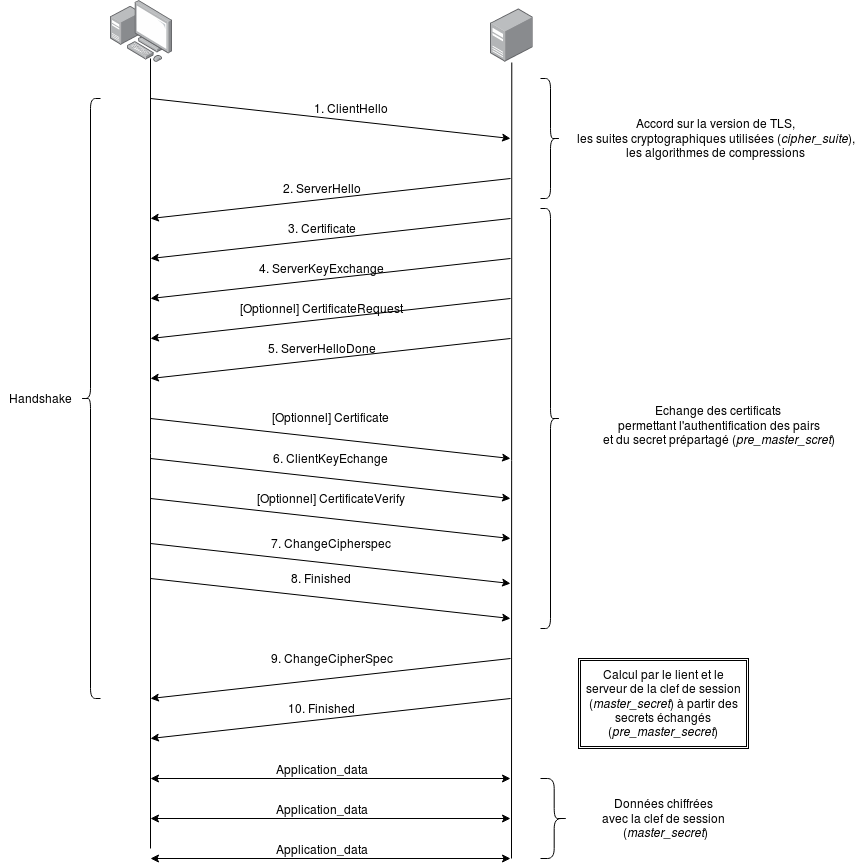 1. ClientHello
Accord sur la version de TLS,
les suites cryptographiques utilisées (cipher_suite),
les algorithmes de compressions
2. ServerHello
3. Certificate
4. ServerKeyExchange
[Optionnel] CertificateRequest
5. ServerHelloDone
Handshake
[Optionnel] Certificate
Echange des certificats
permettant l'authentification des pairs
et du secret prépartagé (pre_master_scret)
6. ClientKeyEchange
[Optionnel] CertificateVerify
7. ChangeCipherspec
8. Finished
9. ChangeCipherSpec
10. Finished
Calcul par le lient et le
serveur de la clef de session
(master_secret) à partir des
secrets échangés
(pre_master_secret)
Application_data
Application_data
Application_data
Données chiffrées
avec la clef de session
(master_secret)